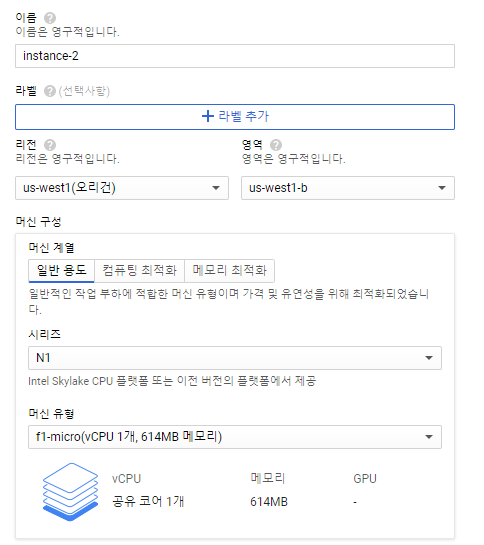 이름
이름은 영구적입니다.
instance-2
라벨 (선택사항)
라벨 추가
리전 영역
리전은 영구적입니다. 영역은 영구적입니다.
us-west1(오리건) us-west1-b
머신 구성
머신 계열
일반 용도 컴퓨팅 최적화 메모리 최적화
일반적인 작업 부하에 적합한 머신 유형이며 가격 및 유연성을 위해 최적화되었습니
다.
시리즈
N1
Intel Skylake CPU 플랫폼 또는 이전 버전의 플랫폼에서 제공
머신 유형
f1-micro(vCPU 1개, 614MB 메모리)
vCPU 메모리 GPU
공유 코어 1개 614MB -